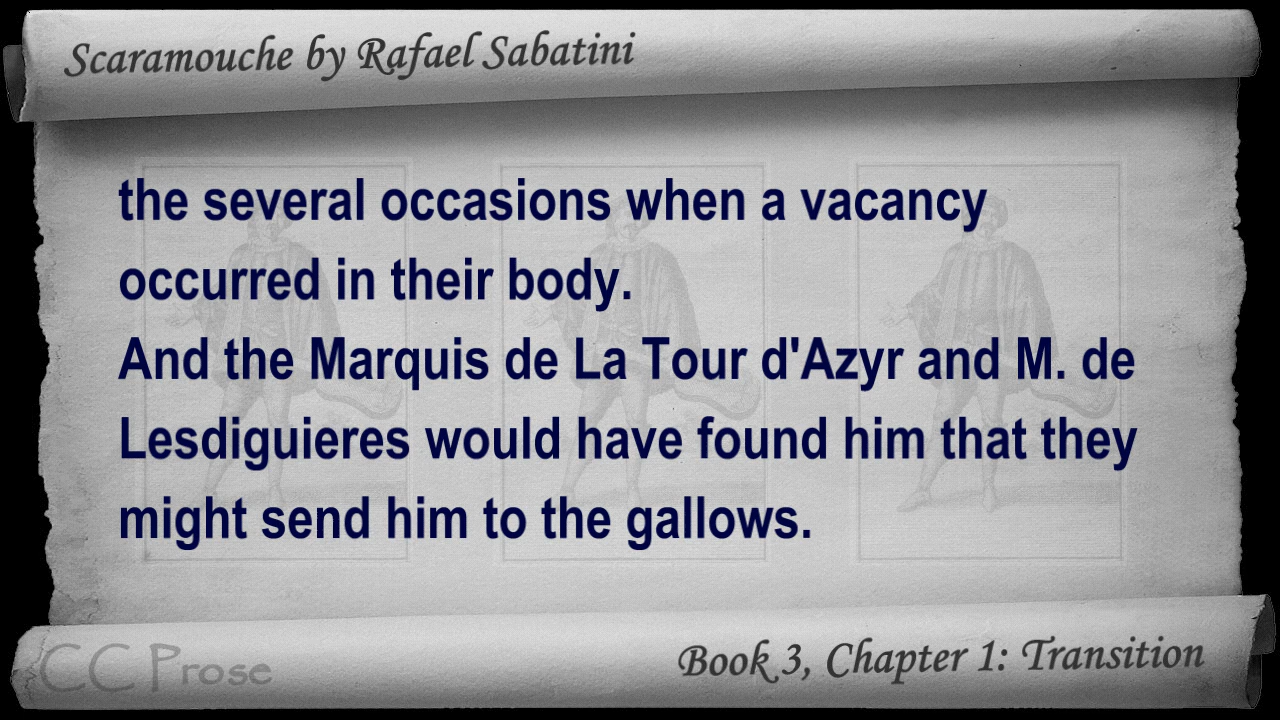 Scaramouche by Rafael Sabatini
the several occasions when a vacancy
occurred in their body.
And the Marquis de La Tour d'Azyr and M. de
Lesdiguieres would have found him that they
might send him to the gallows.
CC Prose
Book 3, Chapter 1: Transition